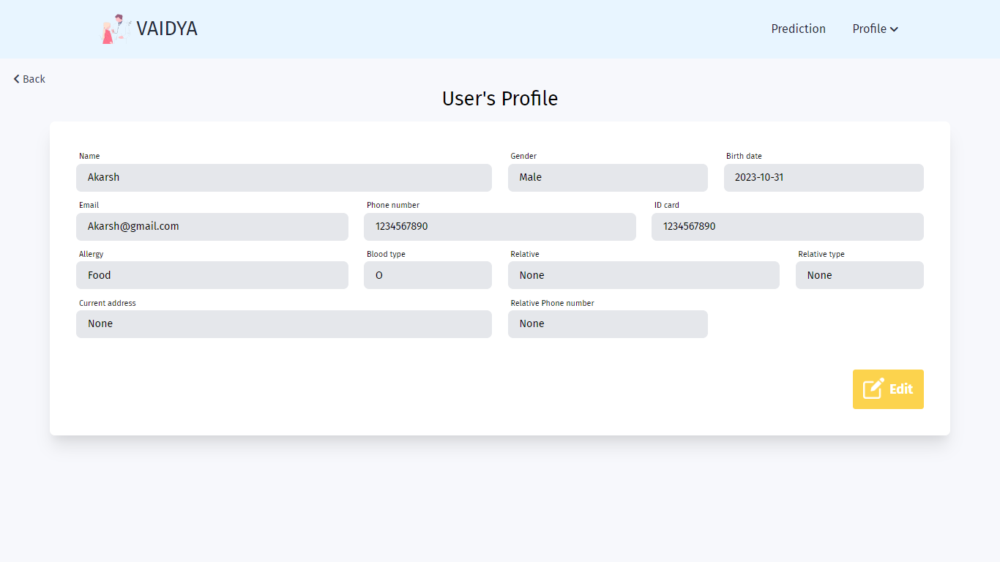 VAIDYA
Prediction
Profile
Back
User's Profile
Name
Gender
Birth date
Akarsh
Male
2023-10-31
Email
Phone number
ID card
Akarsh@gmail.com
1234567890
1234567890
Allergy
Blood type
Relative
Relative type
Food
O
None
None
Current address
Relative Phone number
None
None
Edit